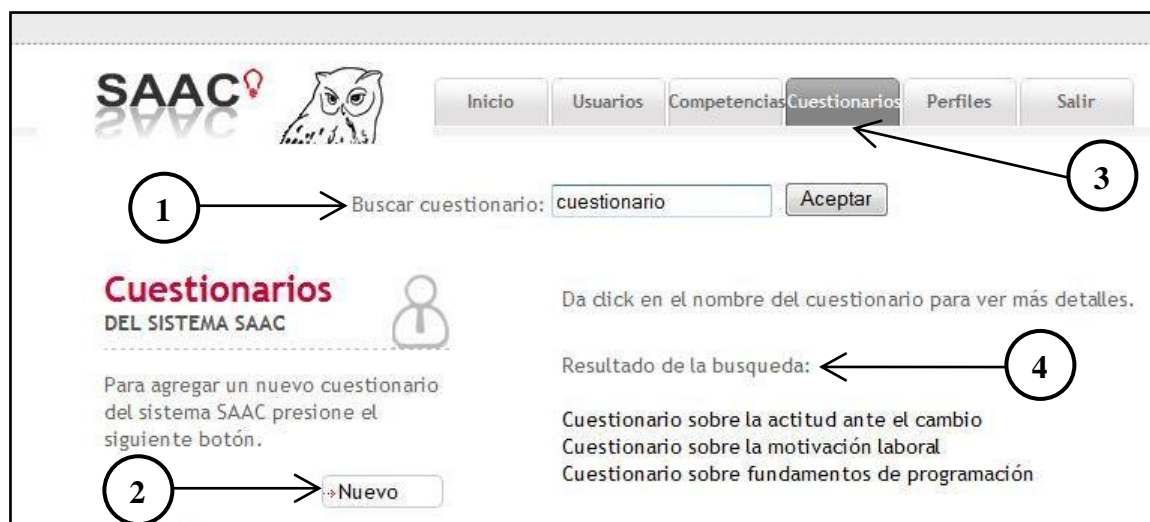 SAAC
Inicio Usuarios Competencias Cuestionarios Perfiles Salir
3
1
Buscar cuestionario: cuestionario Aceptar
Cuestionarios
DEL SISTEMA SAAC
Da click en el nombre del cuestionario para ver más detalles.
Resultado de la busqueda:
4
Para agregar un nuevo cuestionario
del sistema SAAC presione el
siguiente botón.
Cuestionario sobre la actitud ante el cambio
Cuestionario sobre la motivación laboral
Cuestionario sobre fundamentos de programación
2
Nuevo